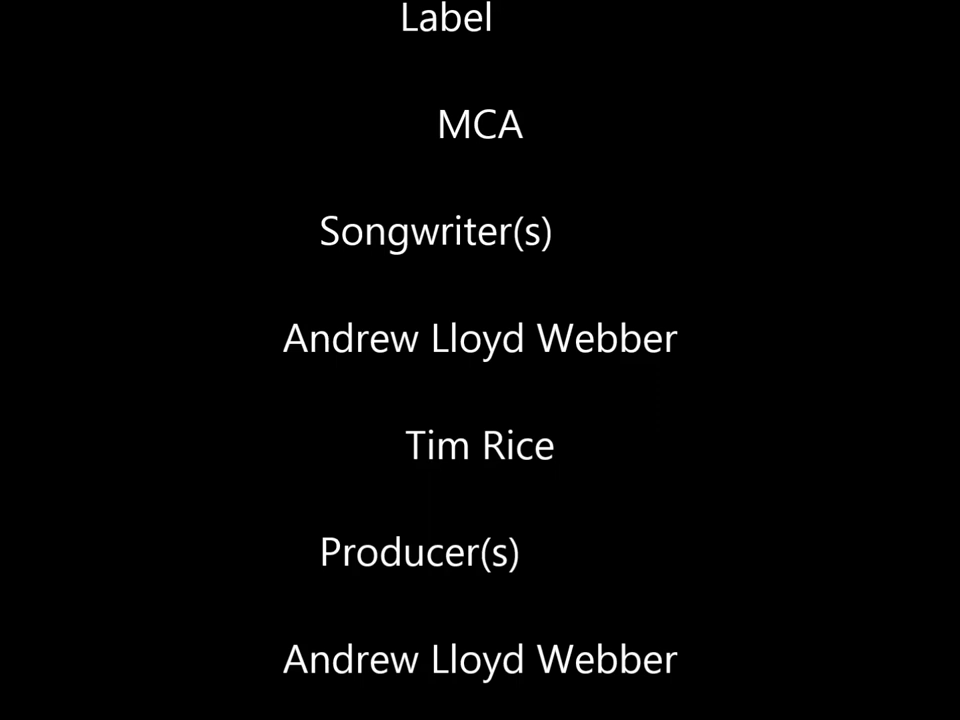 Label
MCA
Songwriter(s)
Andrew Lloyd Webber
Tim Rice
Producer(s)
Andrew Lloyd Webber